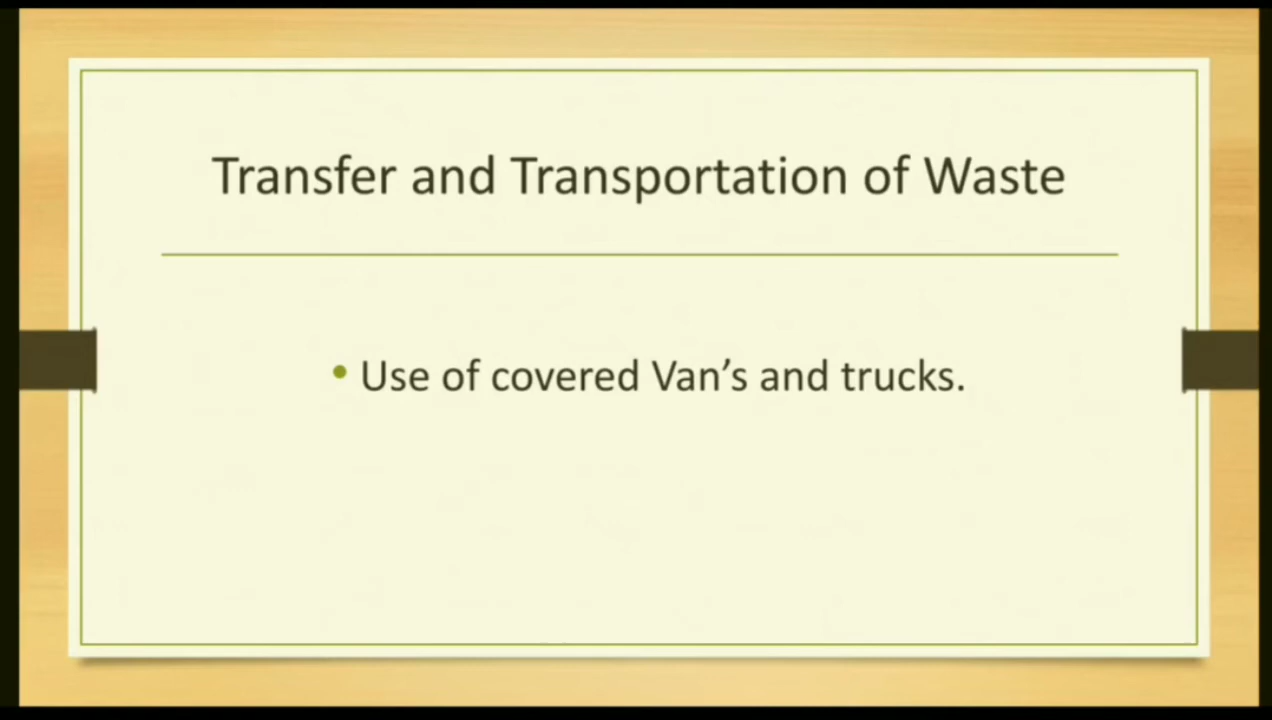 Transfer and Transportation of Waste
• Use of covered Van’s and trucks.